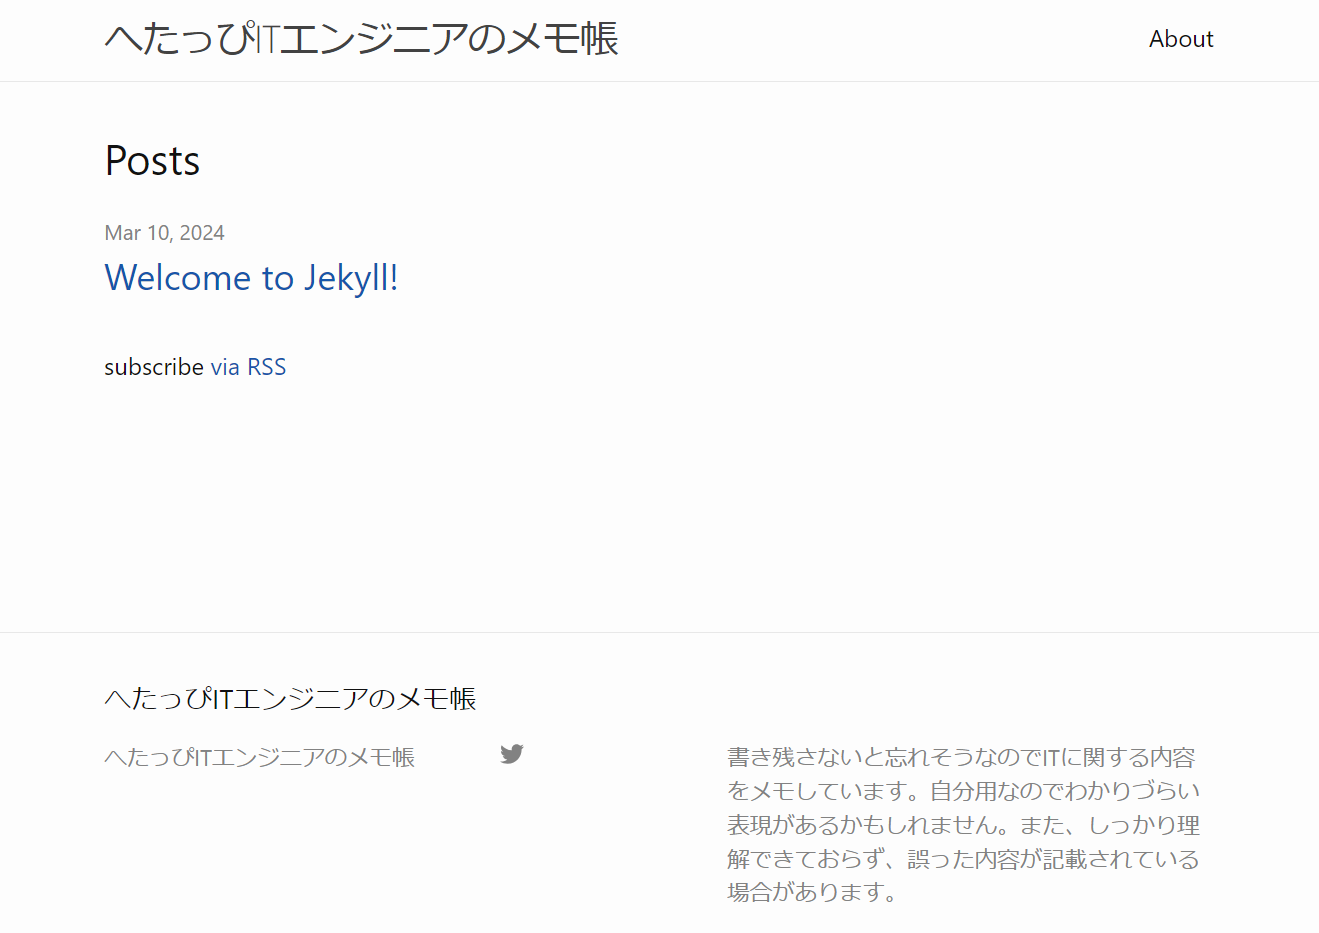 へたっぴITエンジニアのメモ帳
About
Posts
Mar 10, 2024
Welcome to Jekyll!
subscribe via RSS
へたっぴITエンジニアのメモ帳
へたっぴITエンジニアのメモ帳
書き残さないと忘れそうなのでITに関する内容
をメモしています。自分用なのでわかりづらい
表現があるかもしれません。また、しっかり理
解できておらず、誤った内容が記載されている
場合があります。